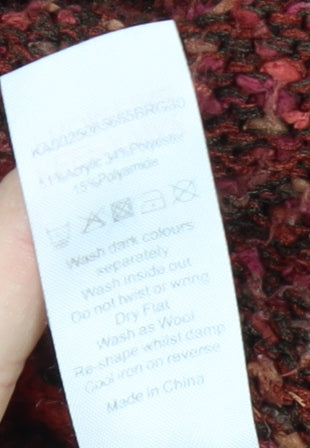 51%Acrylic 34%Polyester
15%Polyamide
Wash dark colours
separately
Wash inside out
Do not twist or wring
Dry Flat
Wash as Wool
Re-shape whilst damp
Cool iron on reverse
Made in China